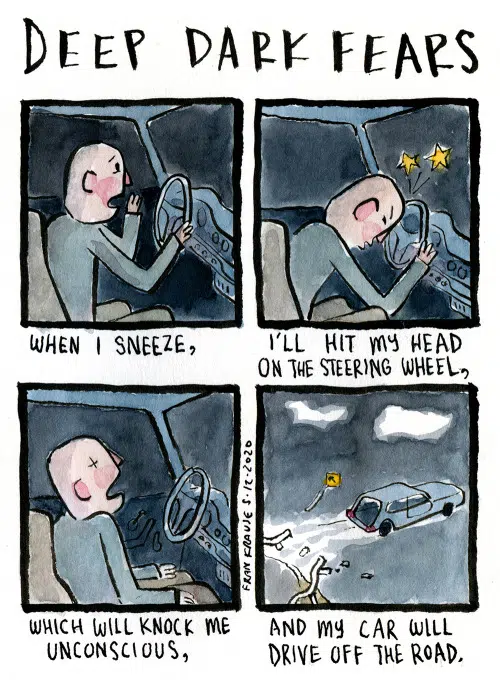 DEEP DARK FEARS
WHEN I SNEEZE,
I'LL HIT MY HEAD
ON THE STEERING WHEEL,
FRAN KRAUSE 5-12-2020
WHICH WILL KNOCK ME
UNCONSCIOUS,
AND MY CAR WILL
DRIVE OFF THE ROAD.